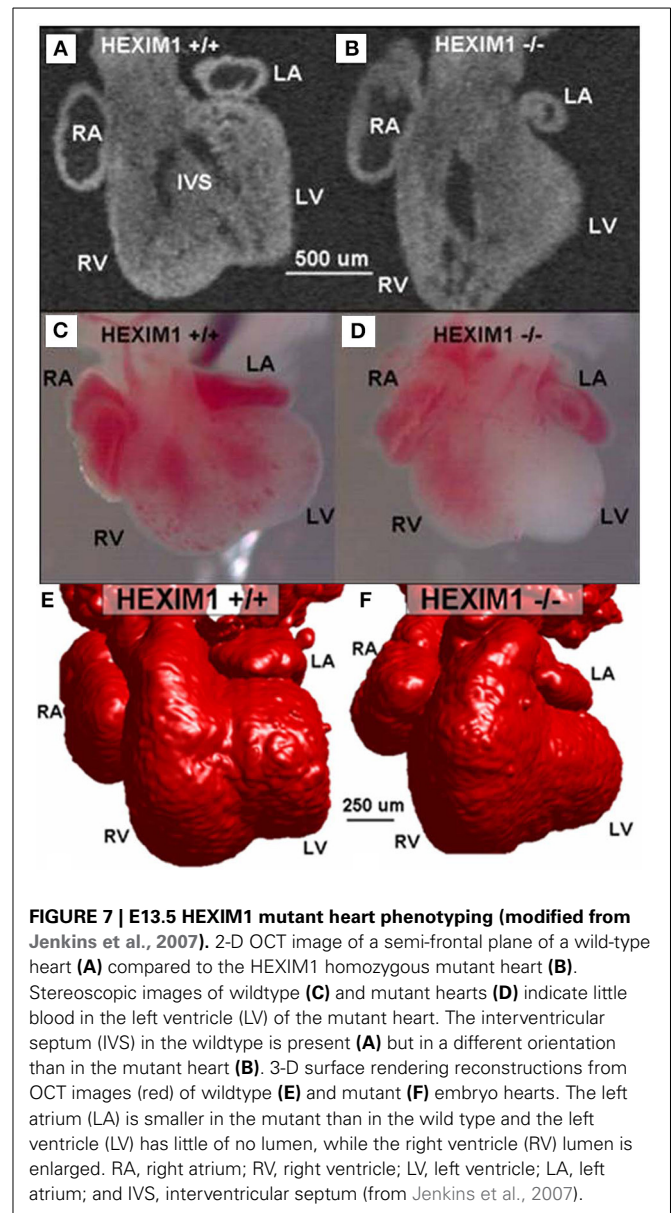 A HEXIM1 +/+ LA RA IVS LV RV 500 um
B HEXIM1 -/- LA RA LV RV
C HEXIM1 +/+ RA LA RV LV
D HEXIM1 -/- RA LA RV LV
E HEXIM1 +/+ LA RA RV LV 250 um
F HEXIM1 -/- RA LA RV LV
FIGURE 7 | E13.5 HEXIM1 mutant heart phenotyping (modified from
Jenkins et al., 2007). 2-D OCT image of a semi-frontal plane of a wild-type
heart (A) compared to the HEXIM1 homozygous mutant heart (B).
Stereoscopic images of wildtype (C) and mutant hearts (D) indicate little
blood in the left ventricle (LV) of the mutant heart. The interventricular
septum (IVS) in the wildtype is present (A) but in a different orientation
than in the mutant heart (B). 3-D surface rendering reconstructions from
OCT images (red) of wildtype (E) and mutant (F) embryo hearts. The left
atrium (LA) is smaller in the mutant than in the wild type and the left
ventricle (LV) has little of no lumen, while the right ventricle (RV) lumen is
enlarged. RA, right atrium; RV, right ventricle; LV, left ventricle; LA, left
atrium; and IVS, interventricular septum (from Jenkins et al., 2007).